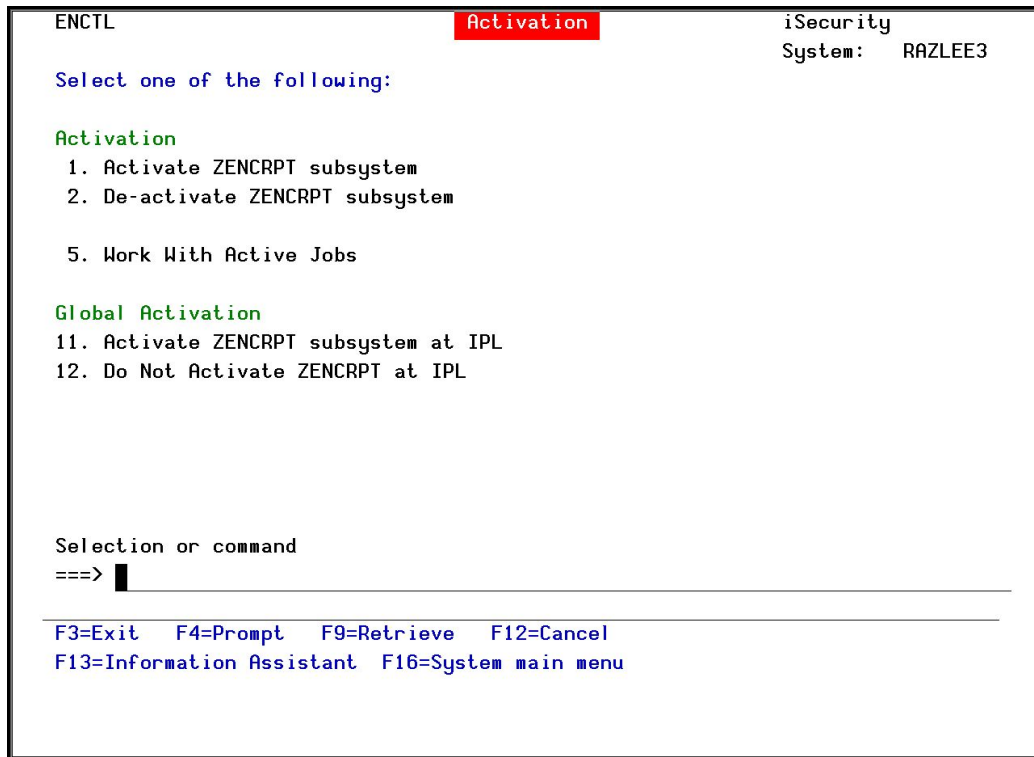 ENCTL Activation iSecurity
System: RAZLEE3
Select one of the following:
Activation
1. Activate ZENCRPT subsystem
2. De-activate ZENCRPT subsystem
5. Work With Active Jobs
Global Activation
11. Activate ZENCRPT subsystem at IPL
12. Do Not Activate ZENCRPT at IPL
Selection or command
===>
F3=Exit F4=Prompt F9=Retrieve F12=Cancel
F13=Information Assistant F16=System main menu